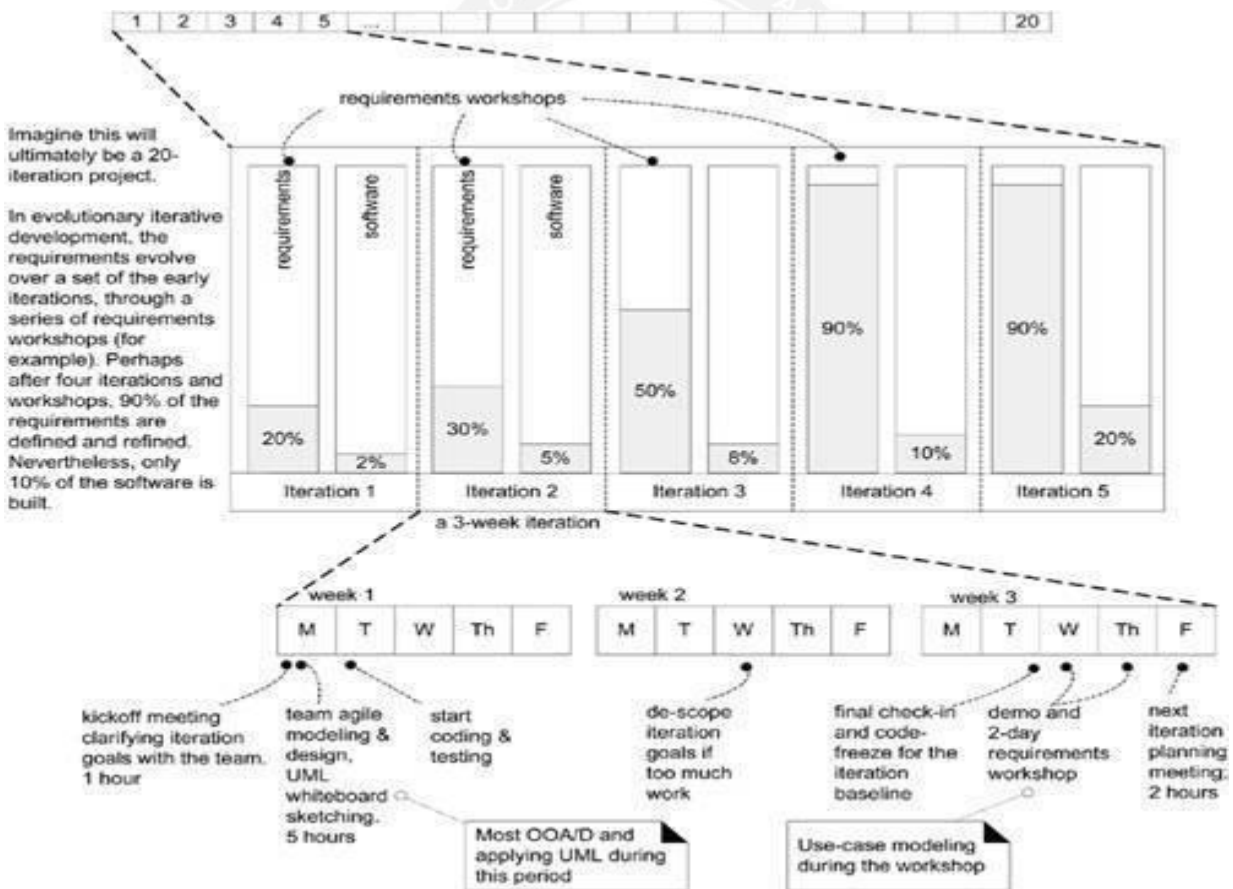 1 2 3 4 5 ... 20
requirements workshops
Imagine this will
ultimately be a 20-
iteration project.
In evolutionary iterative
development, the
requirements evolve
over a set of the early
iterations, through a
series of requirements
workshops (for
example). Perhaps
after four iterations and
workshops, 90% of the
requirements are
defined and refined.
Nevertheless, only
10% of the software is
built.
requirements
software
requirements
software
20%
2%
30%
5%
50%
8%
90%
10%
90%
20%
Iteration 1
Iteration 2
Iteration 3
Iteration 4
Iteration 5
a 3-week iteration
week 1
M T W Th F
week 2
M T W Th F
week 3
M T W Th F
kickoff meeting
clarifying iteration
goals with the team.
1 hour
team agile
modeling &
design,
UML
whiteboard
sketching.
5 hours
start
coding &
testing
de-scope
iteration
goals if
too much
work
final check-in
and code-
freeze for the
iteration
baseline
demo and
2-day
requirements
workshop
next
iteration
planning
meeting;
2 hours
Most OOA/D and
applying UML during
this period
Use-case modeling
during the workshop